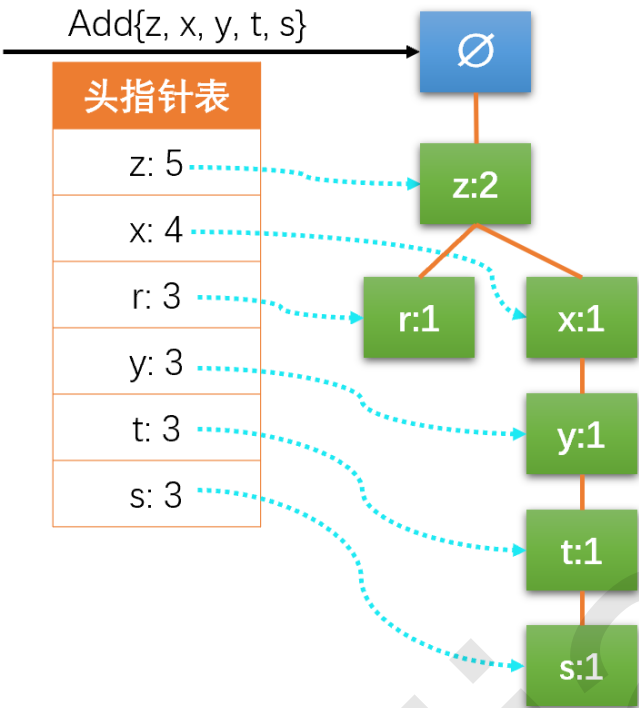 Add{z, x, y, t, s}
∅
头指针表
z: 5
x: 4
r: 3
y: 3
t: 3
s: 3
z:2
r:1
x:1
y:1
t:1
s:1